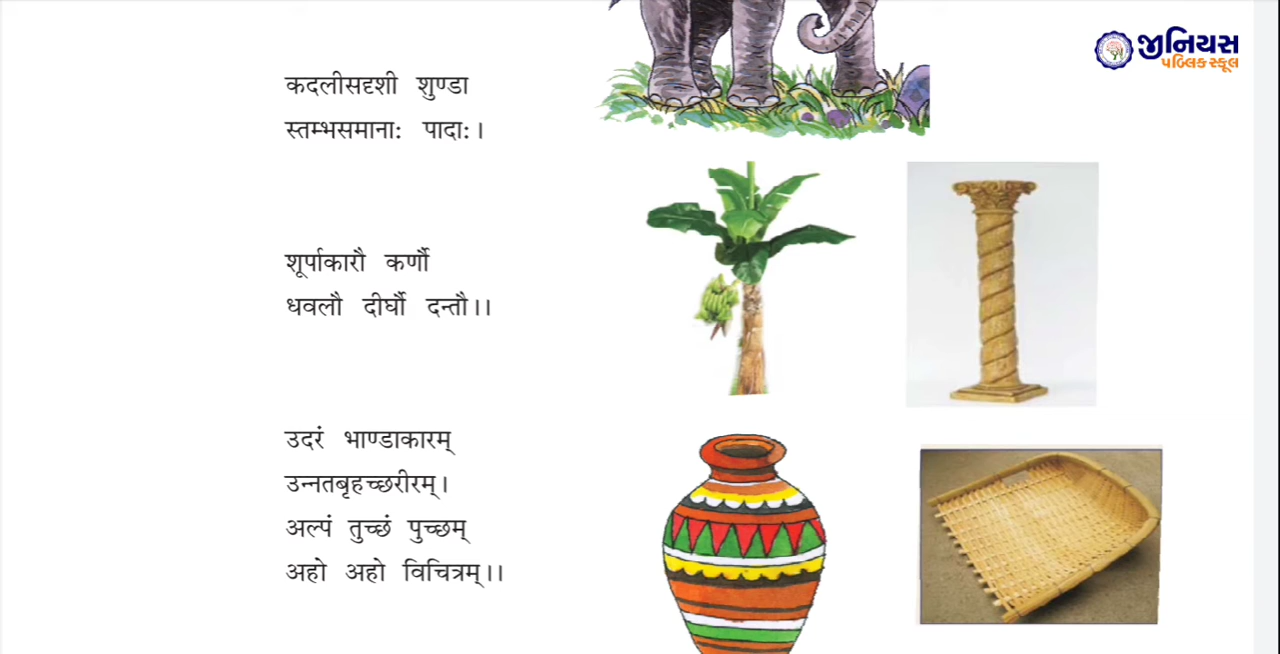 જીનિયસ
પબ્લિક સ્કૂલ
कदलीसदृशी शुण्डा
स्तम्भसमानाः पादाः।
शूर्पाकारौ कर्णौ
धवलौ दीर्घौ दन्तौ।।
उदरं भाण्डाकारम्
उन्नतबृहच्छरीरम्।
अल्पं तुच्छं पुच्छम्
अहो अहो विचित्रम्।।